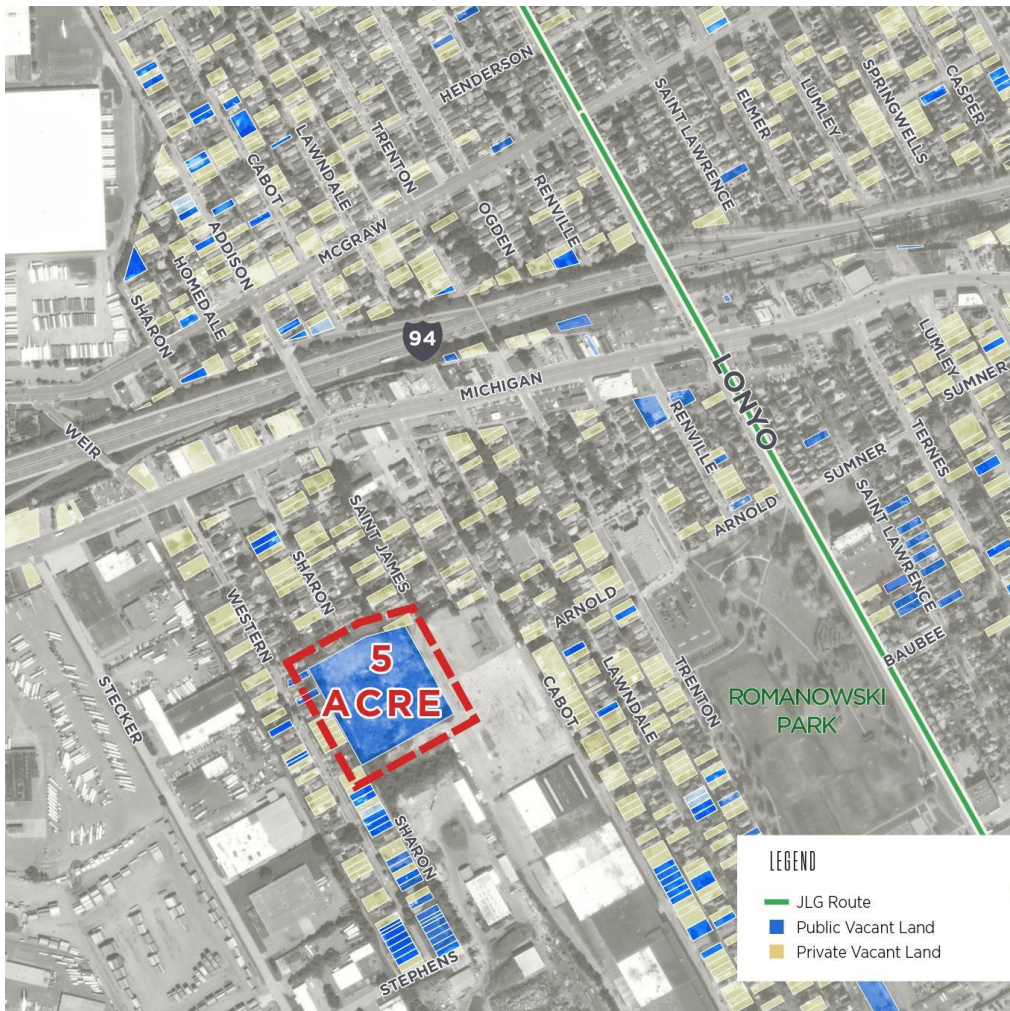 HENDERSON
SAINT LAWRENCE
ELMER
LUMLEY
SPRINGWELLS
CASPER
LAWNDALE
TRENTON
CABOT
OGDEN
RENVILLE
MCGRAW
ADDISON
HOMEDALE
SHARON
94
MICHIGAN
LONYO
LUMLEY
SUMNER
TERNES
RENVILLE
SUMNER
SAINT LAWRENCE
ARNOLD
BAUBEE
WEIR
SAINT JAMES
SHARON
WESTERN
ARNOLD
STECKER
5
ACRE
CABOT
LAWNDALE
TRENTON
ROMANOWSKI
PARK
SHARON
STEPHENS
LEGEND
JLG Route
Public Vacant Land
Private Vacant Land